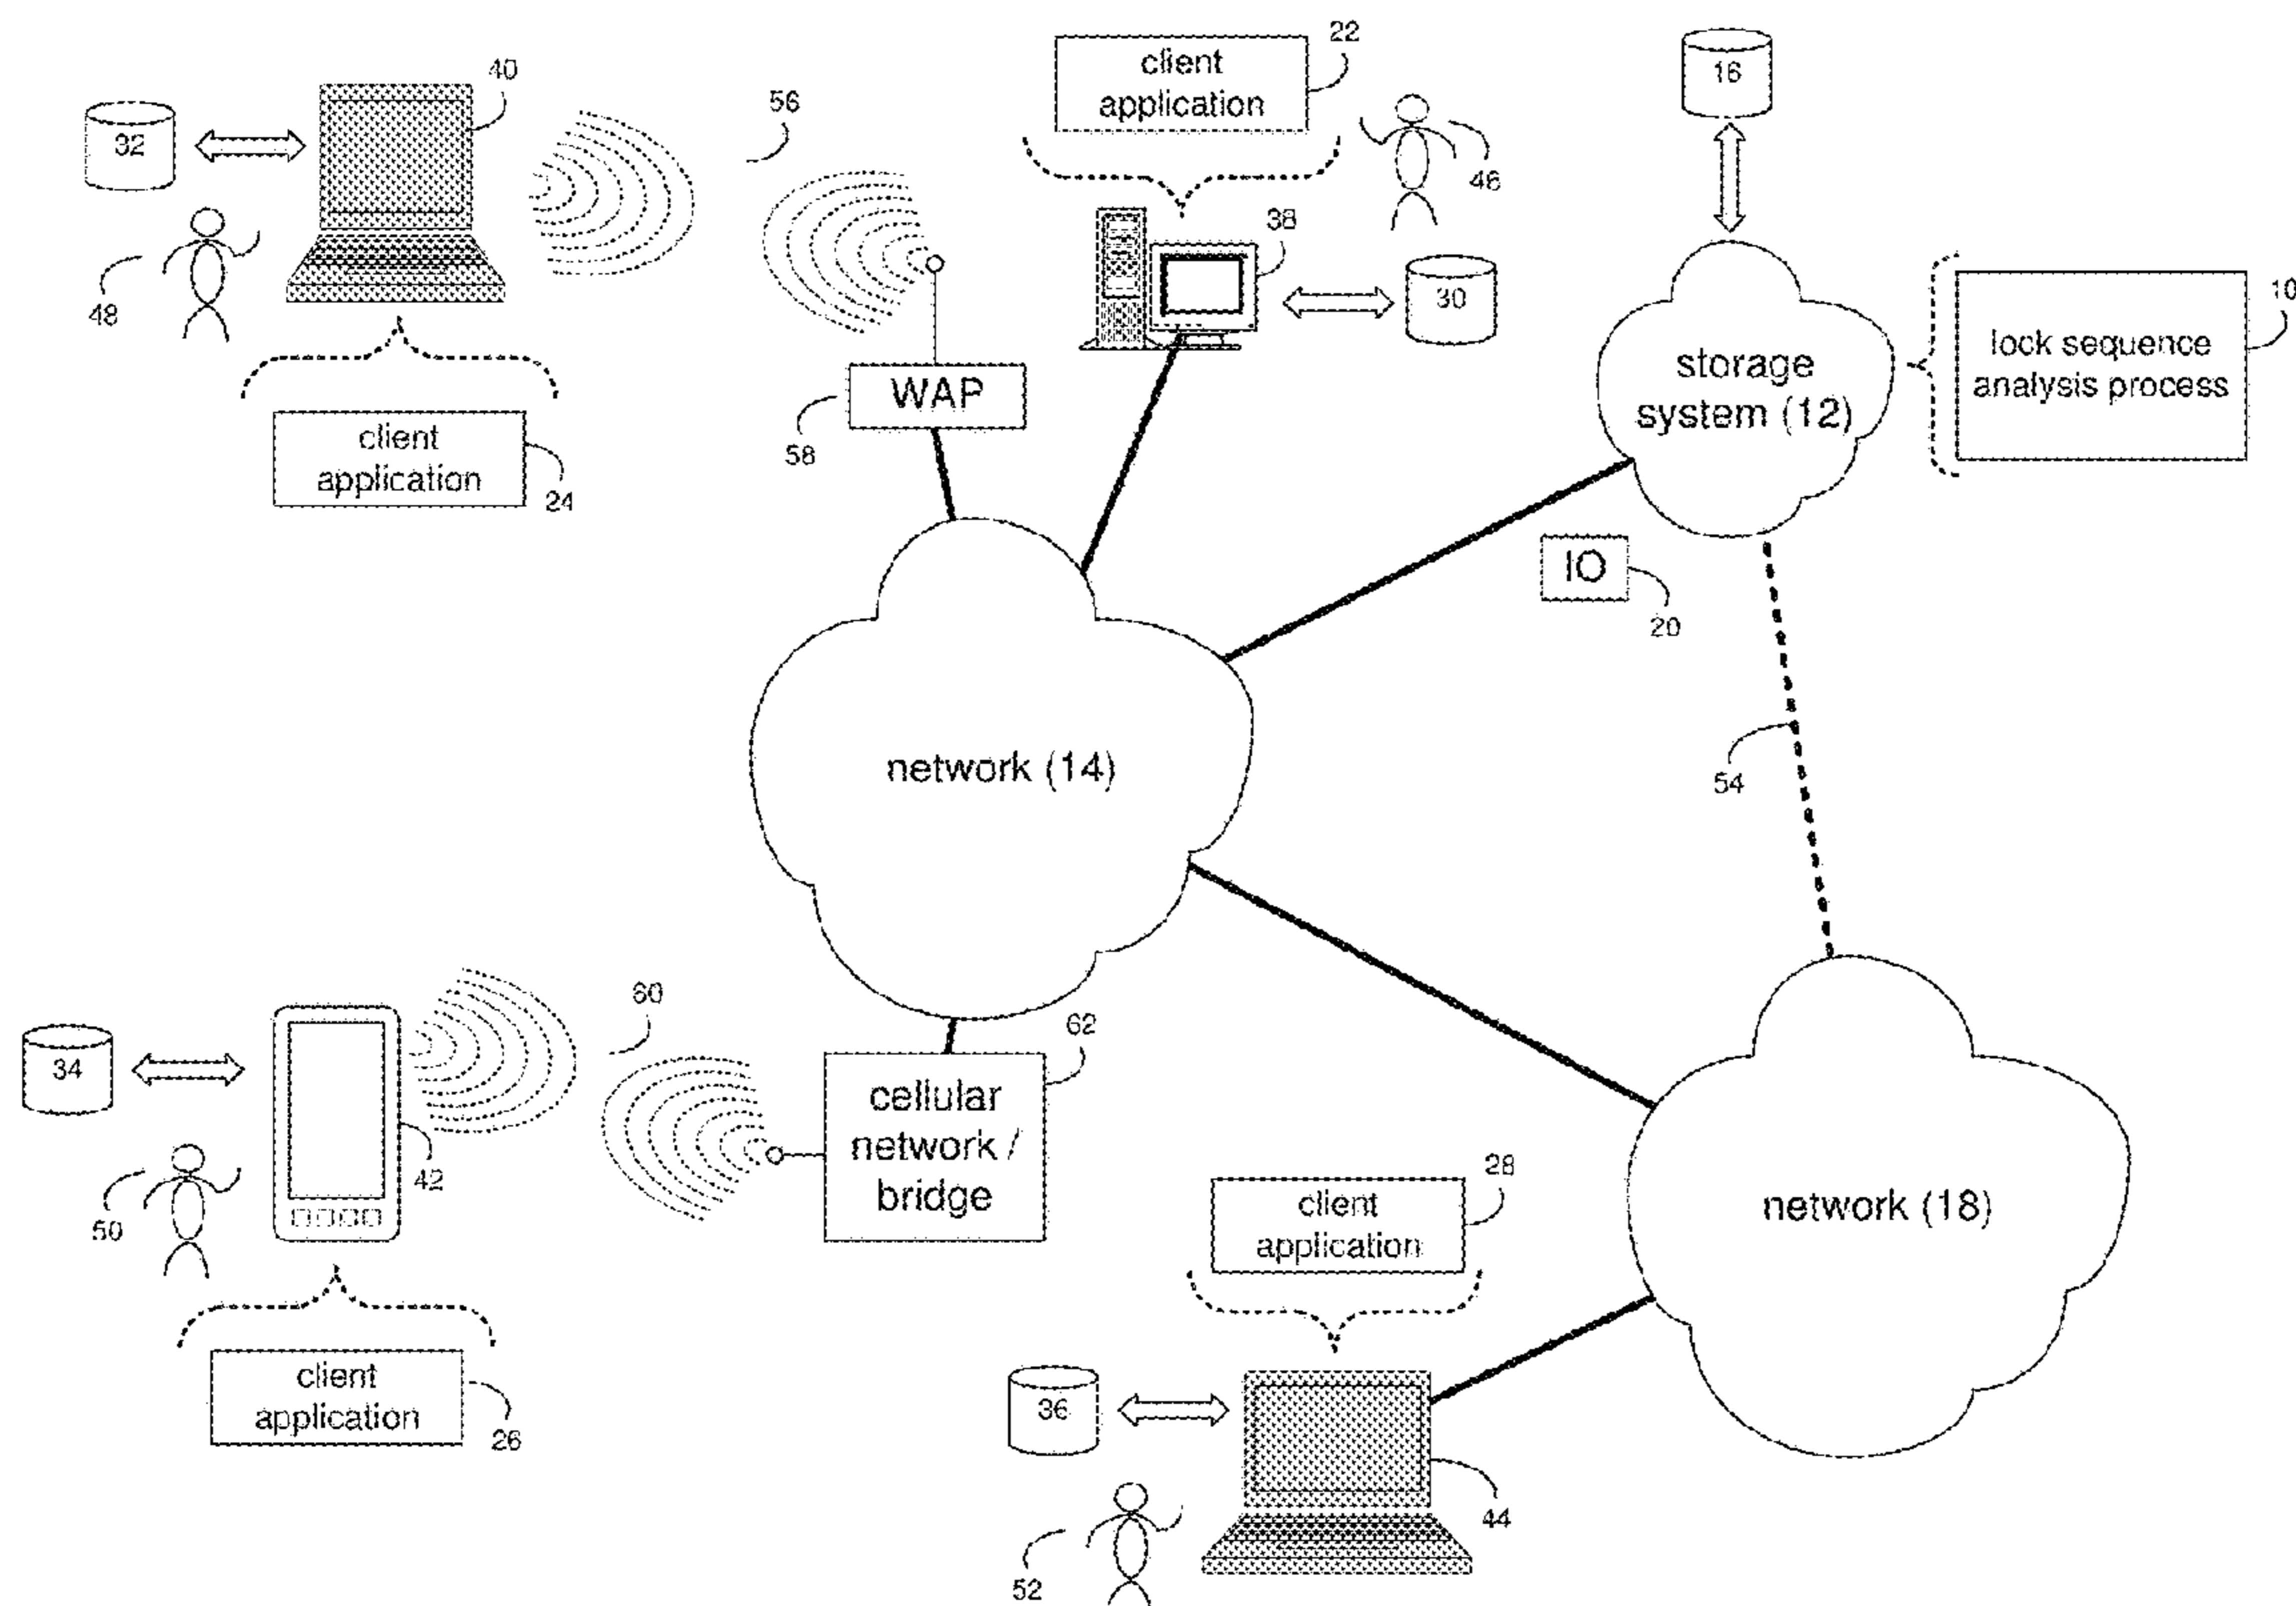 40
32
56
48
client
application
24
client
application
22
46
38
30
WAP
58
16
storage
system (12)
lock sequence
analysis process
10
IO
20
network (14)
54
60
34
42
50
client
application
26
62
cellular
network /
bridge
28
client
application
network (18)
36
44
52